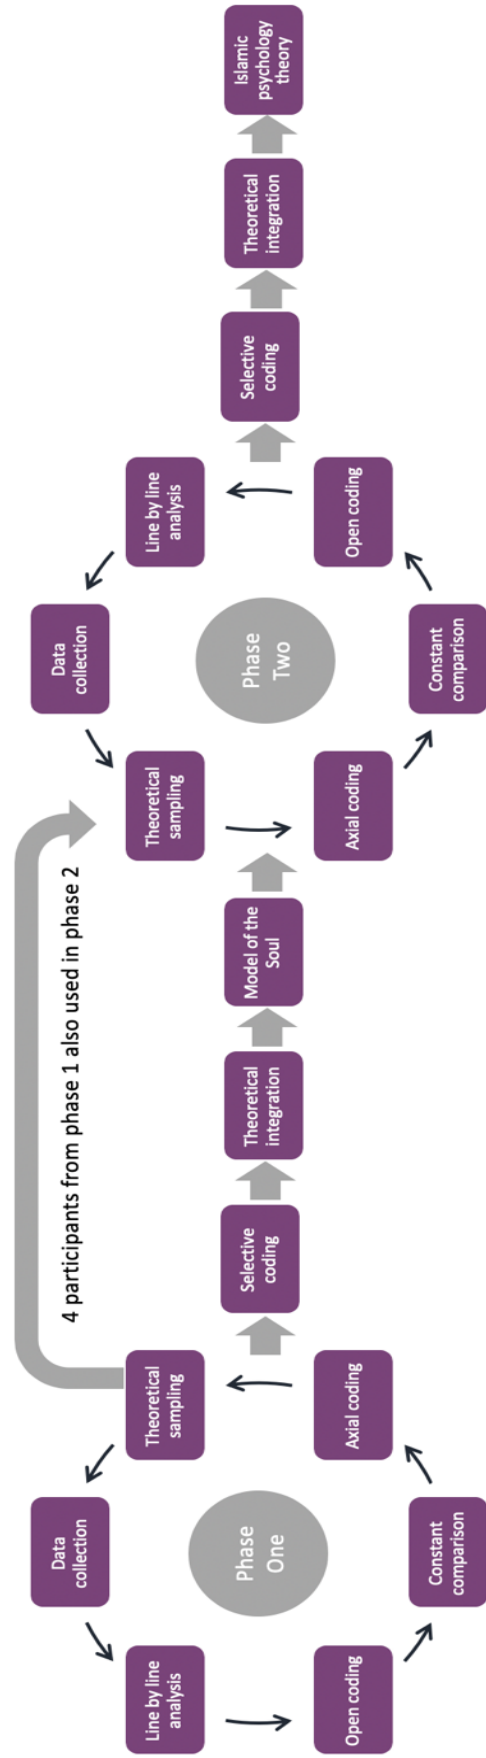 4 participants from phase 1 also used in phase 2
Data
collection
Line by line
analysis
Theoretical
sampling
Phase
One
Open coding
Axial coding
Constant
comparison
Selective
coding
Theoretical
integration
Model of the
Soul
Data
collection
Theoretical
sampling
Line by line
analysis
Phase
Two
Axial coding
Open coding
Constant
comparison
Selective
coding
Theoretical
integration
Islamic
psychology
theory